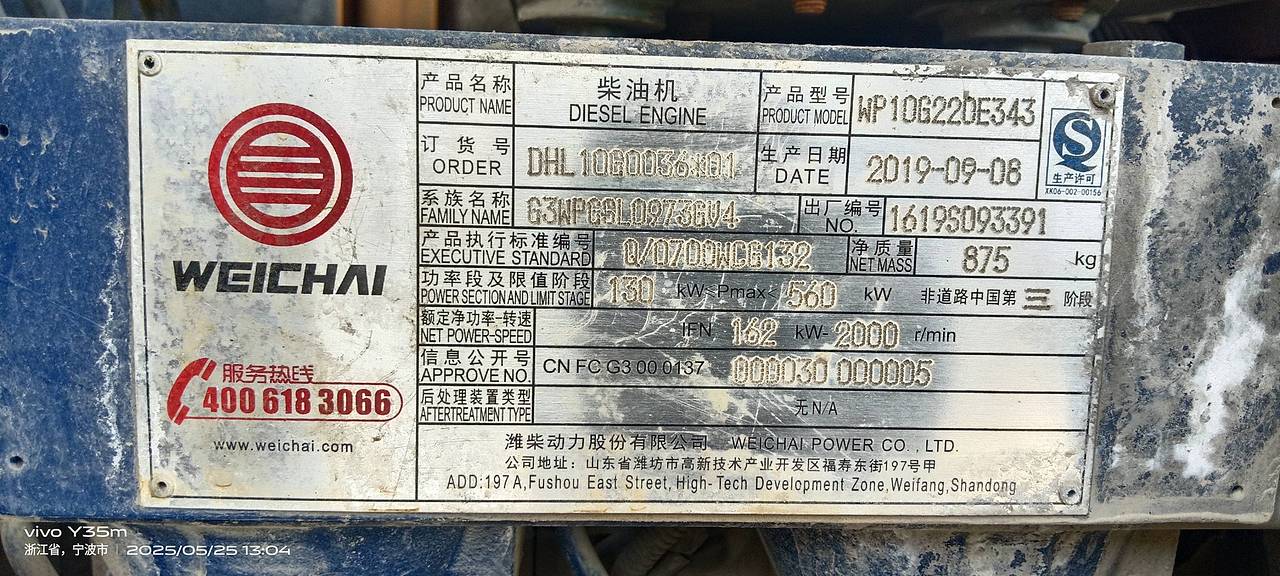 WEICHAI
服务热线
400 618 3066
www.weichai.com
产品名称 柴油机 产品型号 WP10G220E343
PRODUCT NAME DIESEL ENGINE PRODUCT MODEL
S
生产许可
XK06-002-00156
订货号 DHL10G0036*01 生产日期 2019-09-08
ORDER DATE
系族名称 G3WPGSL0973GV4 出厂编号 1619S093391
FAMILY NAME NO.
产品执行标准编号 Q/0700WCG132 净质量 875 kg
EXECUTIVE STANDARD NET MASS
功率段及限值阶段 130 kW≤Pmax≤560 kW 非道路中国第三阶段
POWER SECTION AND LIMIT STAGE
额定净功率-转速 IFN 162 kW-2000 r/min
NET POWER-SPEED
信息公开号 CN FC G3 00 0137 000030 000005
APPROVE NO.
后处理装置类型 无N/A
AFTERTREATMENT TYPE
潍柴动力股份有限公司 WEICHAI POWER CO., LTD.
公司地址：山东省潍坊市高新技术产业开发区福寿东街197号甲
ADD:197A,Fushou East Street,High-Tech Development Zone,Weifang,Shandong
vivo Y35m
浙江省，宁波市 | 2025/05/25 13:04